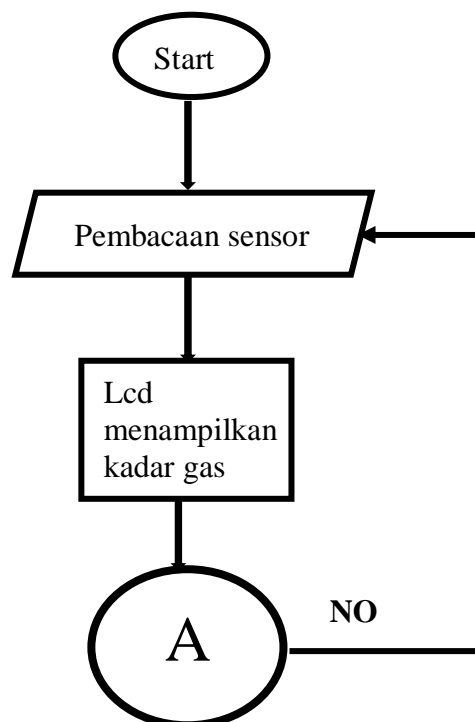 Start
Pembacaan sensor
Lcd
menampilkan
kadar gas
NO
A